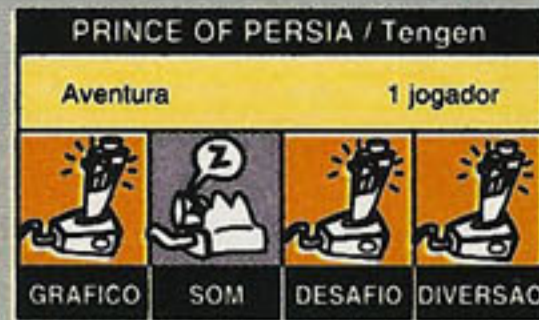 PRINCE OF PERSIA / Tengen
Aventura 1 jogador
Z
GRAFICO SOM DESAFIO DIVERSAO